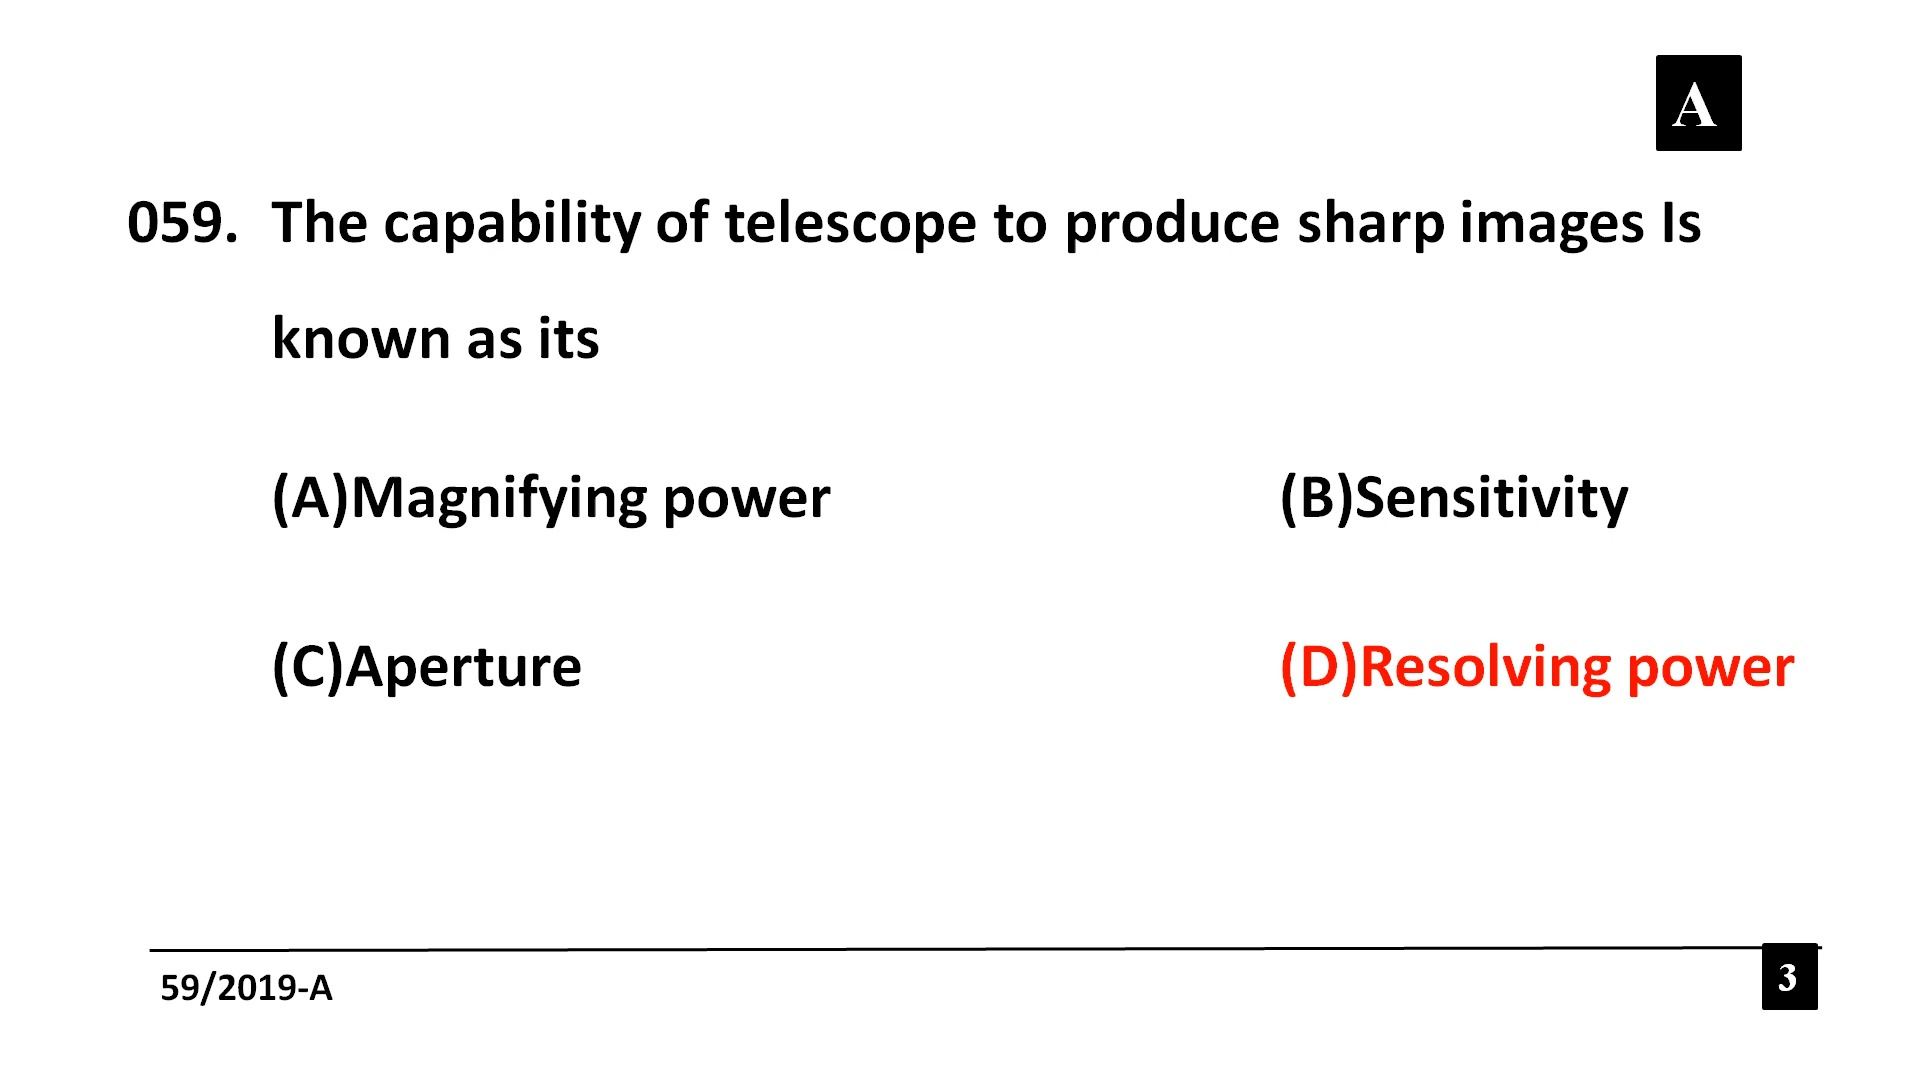 A
059. The capability of telescope to produce sharp images Is
known as its
(A)Magnifying power (B)Sensitivity
(C)Aperture (D)Resolving power
59/2019-A 3